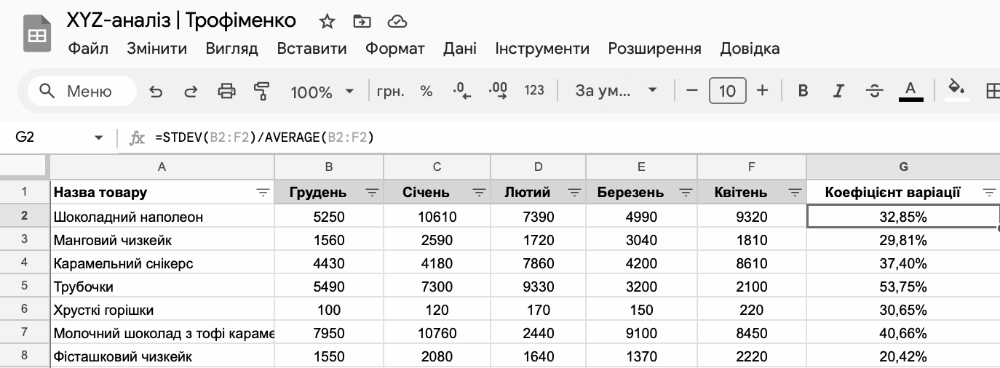 XYZ-аналіз | Трофіменко
Файл Змінити Вигляд Вставити Формат Дані Інструменти Розширення Довідка
Меню 100% грн. % .0 .00 123 За ум... − 10 + B I S A
G2 fx =STDEV(B2:F2)/AVERAGE(B2:F2)
A B C D E F G
1 Назва товару Грудень Січень Лютий Березень Квітень Коефіцієнт варіації
2 Шоколадний наполеон 5250 10610 7390 4990 9320 32,85%
3 Манговий чизкейк 1560 2590 1720 3040 1810 29,81%
4 Карамельний снікерс 4430 4180 7860 4200 8610 37,40%
5 Трубочки 5490 7300 9330 3200 2100 53,75%
6 Хрусткі горішки 100 120 170 150 220 30,65%
7 Молочний шоколад з тофі караме 7950 10760 2440 9100 8450 40,66%
8 Фісташковий чизкейк 1550 2080 1640 1370 2220 20,42%